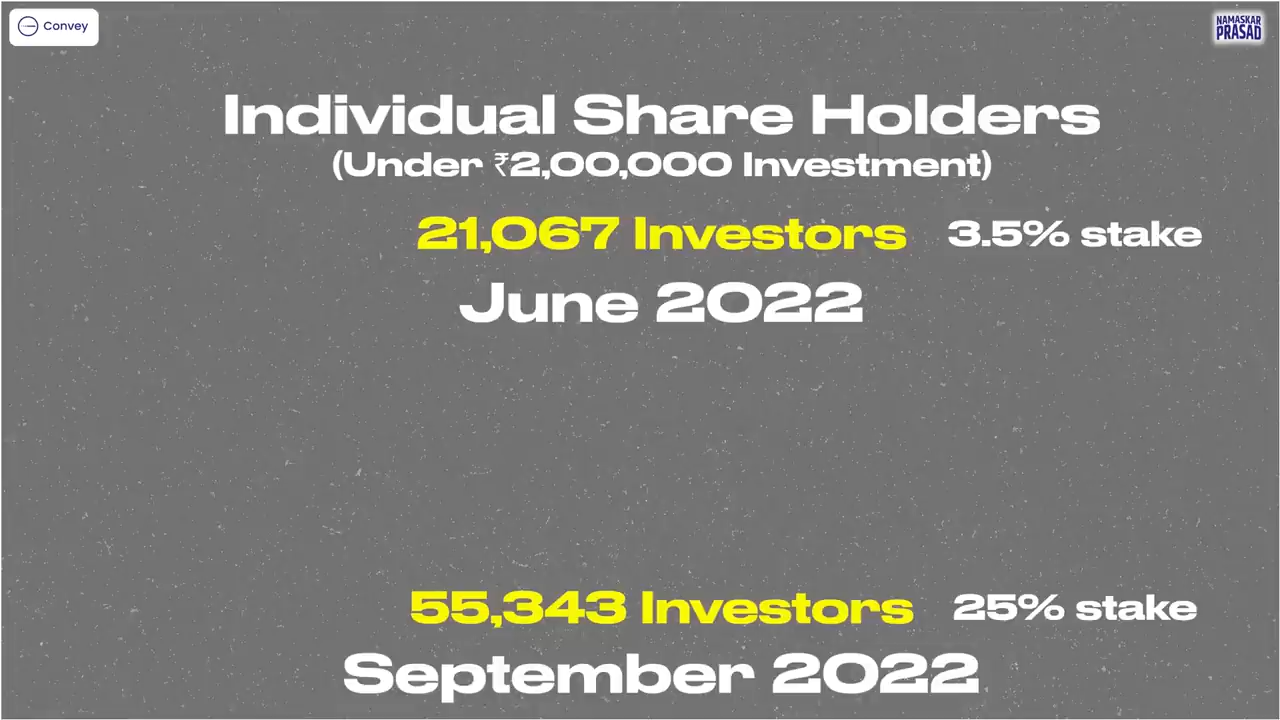 Convey
NAMASKAR
PRASAD
Individual Share Holders
(Under ₹2,00,000 Investment)
21,067 Investors 3.5% stake
June 2022
55,343 Investors 25% stake
September 2022